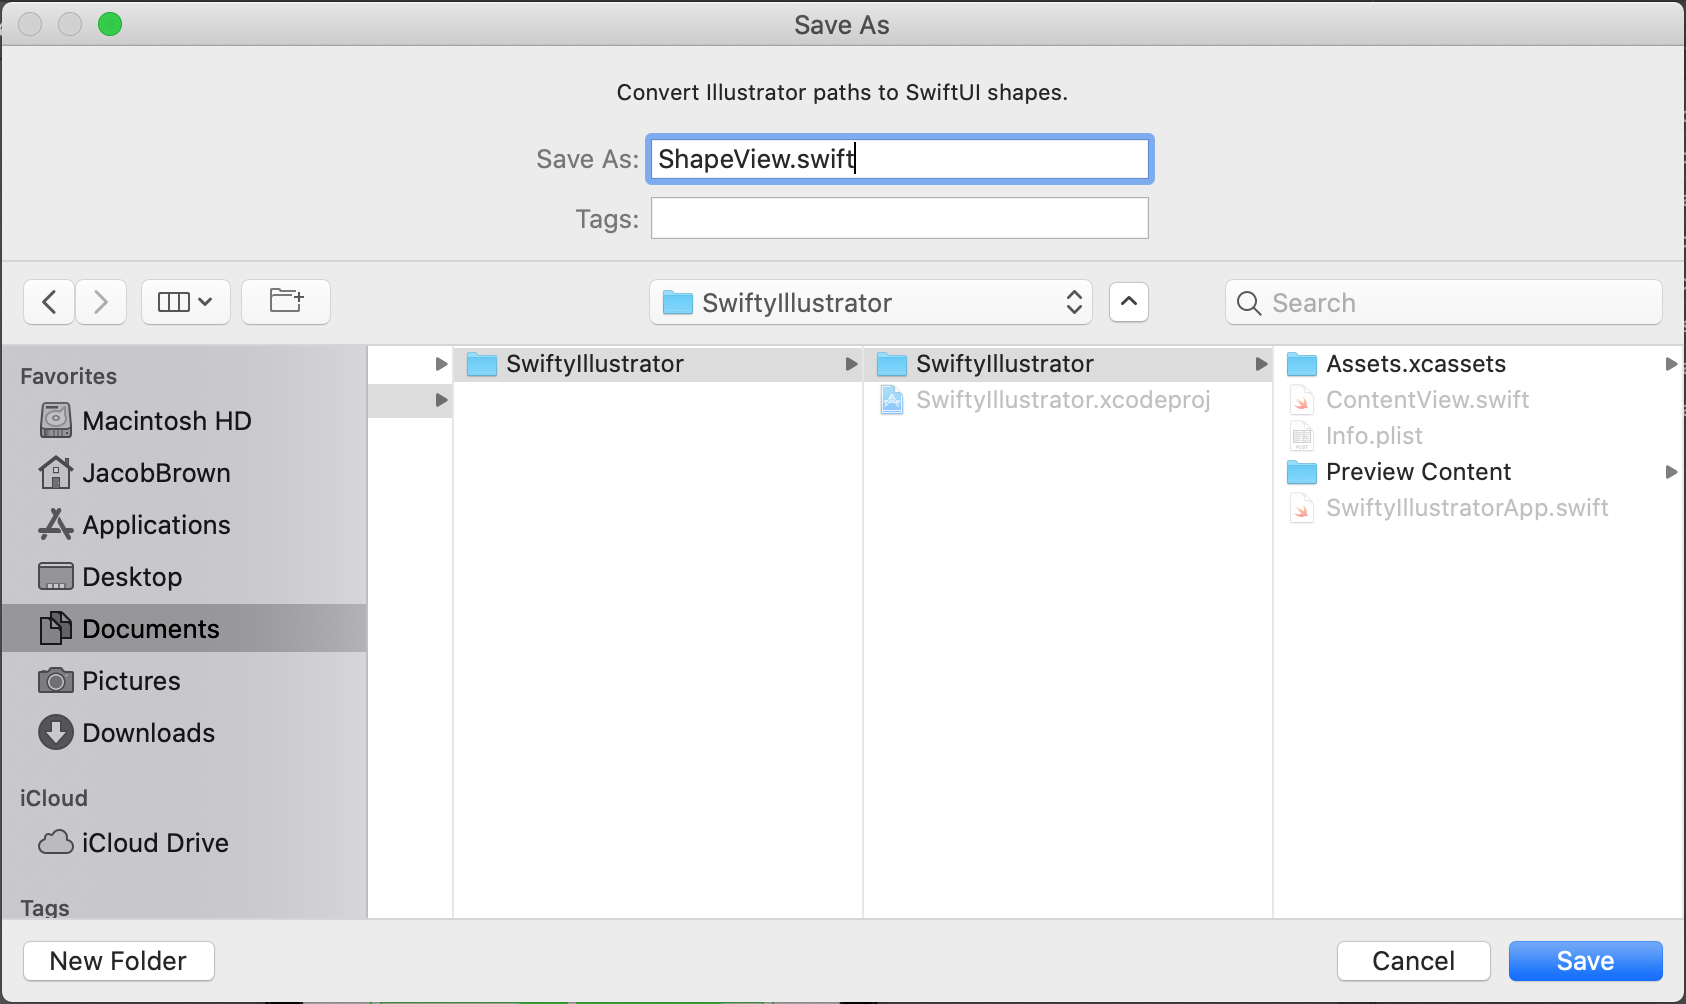 Save As
Convert Illustrator paths to SwiftUI shapes.
Save As: ShapeView.swift
Tags:
SwiftyIllustrator
Search
Favorites
Macintosh HD
JacobBrown
Applications
Desktop
Documents
Pictures
Downloads
iCloud
iCloud Drive
Tags
SwiftyIllustrator
SwiftyIllustrator
SwiftyIllustrator.xcodeproj
Assets.xcassets
ContentView.swift
Info.plist
Preview Content
SwiftyIllustratorApp.swift
New Folder
Cancel
Save